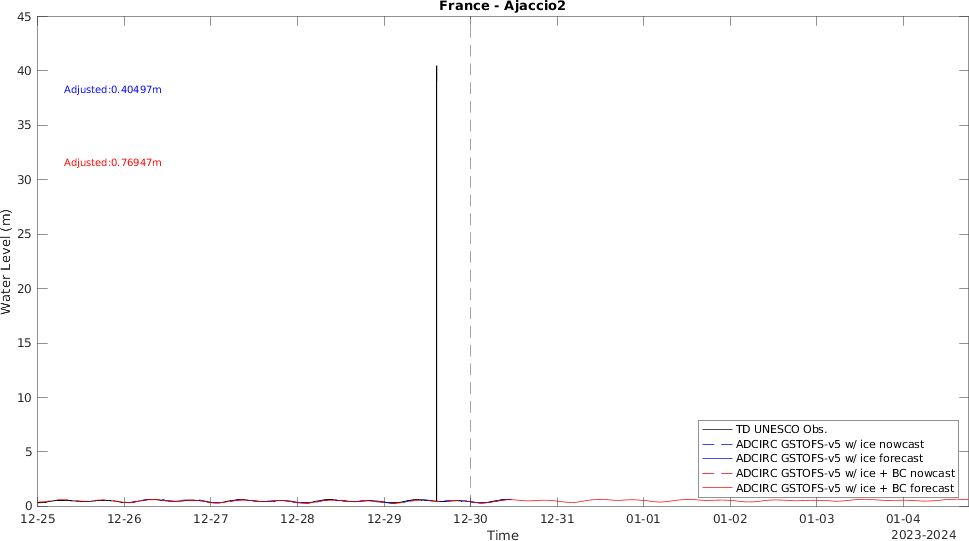 France - Ajaccio2
45
40
35
30
25
20
15
10
5
0
Water Level (m)
Adjusted:0.40497m
Adjusted:0.76947m
TD UNESCO Obs.
ADCIRC GSTOFS-v5 w/ ice nowcast
ADCIRC GSTOFS-v5 w/ ice forecast
ADCIRC GSTOFS-v5 w/ ice + BC nowcast
ADCIRC GSTOFS-v5 w/ ice + BC forecast
12-25 12-26 12-27 12-28 12-29 12-30 12-31 01-01 01-02 01-03 01-04
Time
2023-2024